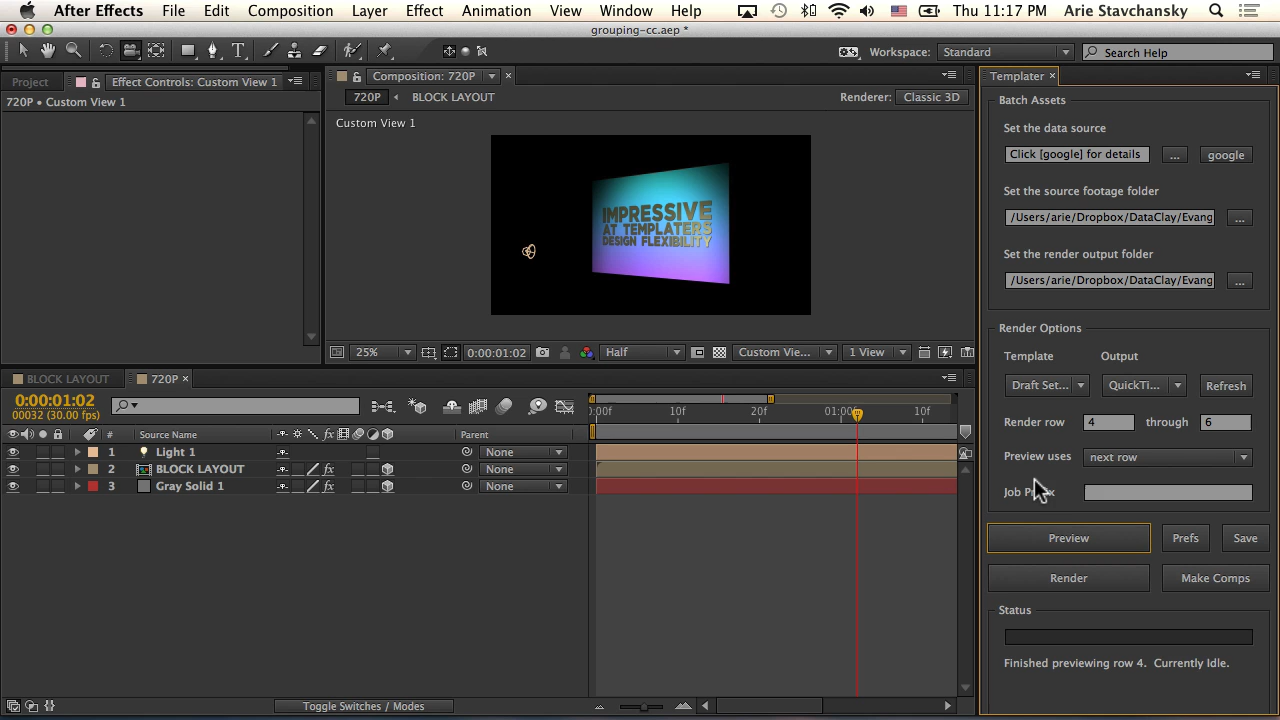 After Effects File Edit Composition Layer Effect Animation View Window Help Thu 11:17 PM Arie Stavchansky
grouping-cc.aep *
Workspace: Standard Search Help
Project Effect Controls: Custom View 1
720P • Custom View 1
Composition: 720P
720P BLOCK LAYOUT Renderer: Classic 3D
Custom View 1
IMPRESSIVE
AT TEMPLATERS
DESIGN FLEXIBILITY
25% 0:00:01:02 Half Custom Vie... 1 View
Templater
Batch Assets
Set the data source
Click [google] for details ... google
Set the source footage folder
/Users/arie/Dropbox/DataClay/Evang ...
Set the render output folder
/Users/arie/Dropbox/DataClay/Evang ...
Render Options
Template Output
Draft Set... QuickTi... Refresh
Render row 4 through 6
Preview uses next row
Job Prefix
Preview Prefs Save
Render Make Comps
Status
Finished previewing row 4. Currently Idle.
BLOCK LAYOUT 720P
0:00:01:02
00032 (30.00 fps)
:00f 10f 20f 01:00f 10f
# Source Name Parent
1 Light 1 None
2 BLOCK LAYOUT None
3 Gray Solid 1 None
Toggle Switches / Modes